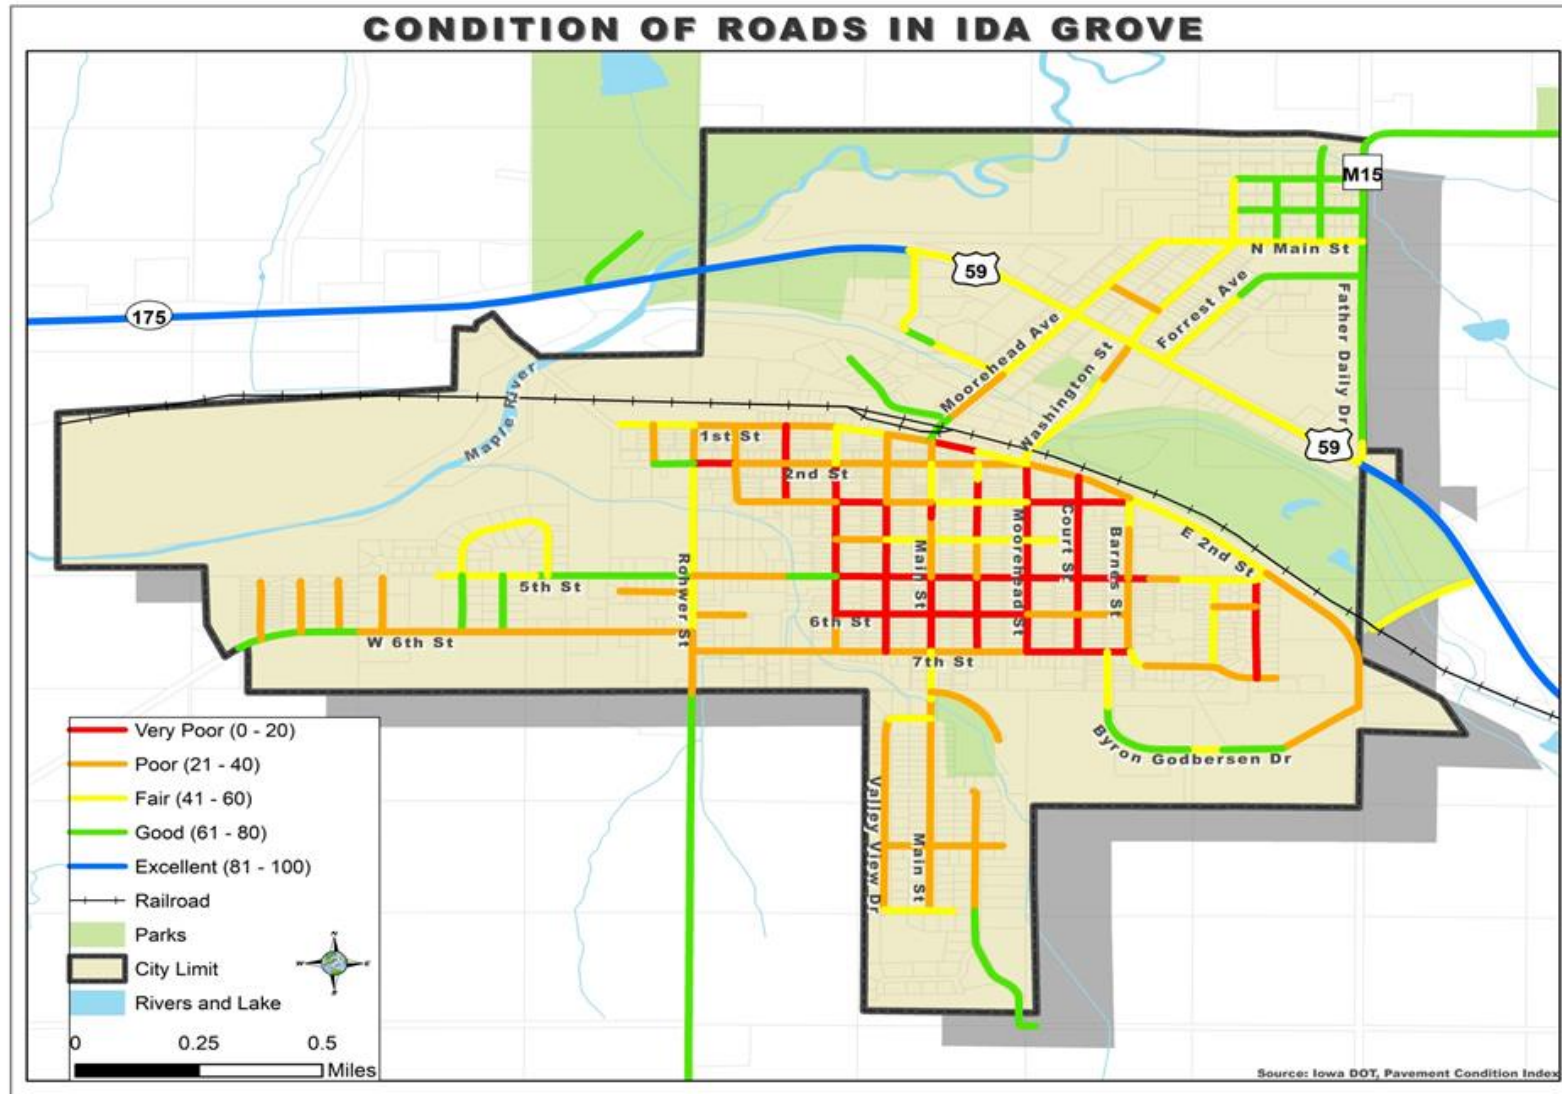 CONDITION OF ROADS IN IDA GROVE
M15
N Main St
59
175
Forrest Ave
Father Daily Dr
Moorehead Ave
Washington St
Maple River
59
1st St
2nd St
Main St
Moorehead St
Court St
Barnes St
E 2nd St
Rohwer St
5th St
6th St
W 6th St
7th St
Byron Godbersen Dr
Valley View Dr
Main St
Very Poor (0 - 20)
Poor (21 - 40)
Fair (41 - 60)
Good (61 - 80)
Excellent (81 - 100)
Railroad
Parks
City Limit
Rivers and Lake
N
W E
S
0 0.25 0.5
Miles
Source: Iowa DOT, Pavement Condition Index